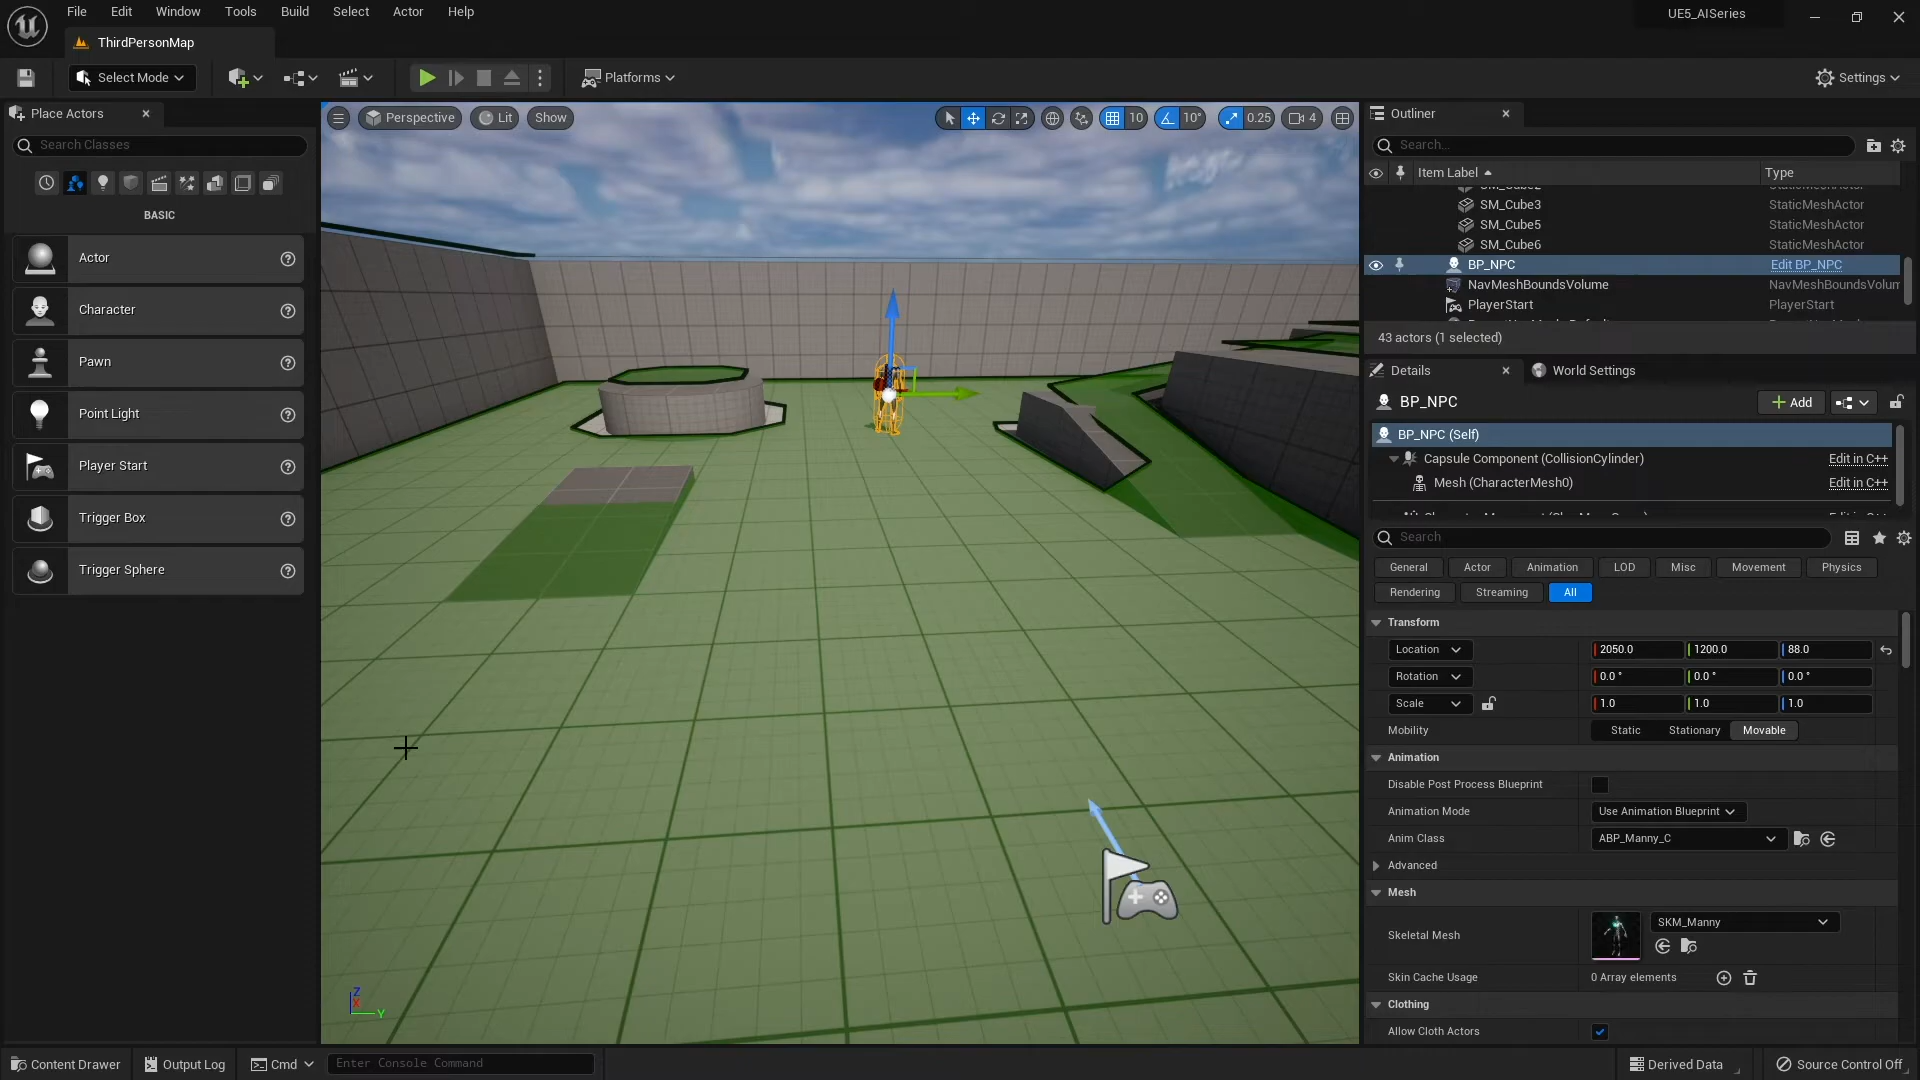 File Edit Window Tools Build Select Actor Help
UE5_AISeries
ThirdPersonMap
Select Mode
Platforms
Settings
Place Actors
Search Classes
BASIC
Actor
Character
Pawn
Point Light
Player Start
Trigger Box
Trigger Sphere
Perspective Lit Show
10 10° 0.25 4
Z
X
Y
Outliner
Search...
Item Label Type
SM_Cube2 StaticMeshActor
SM_Cube3 StaticMeshActor
SM_Cube5 StaticMeshActor
SM_Cube6 StaticMeshActor
BP_NPC Edit BP_NPC
NavMeshBoundsVolume NavMeshBoundsVolum
PlayerStart PlayerStart
43 actors (1 selected)
Details World Settings
BP_NPC
Add
BP_NPC (Self)
Capsule Component (CollisionCylinder) Edit in C++
Mesh (CharacterMesh0) Edit in C++
Search
General Actor Animation LOD Misc Movement Physics
Rendering Streaming All
Transform
Location 2050.0 1200.0 88.0
Rotation 0.0 ° 0.0 ° 0.0 °
Scale 1.0 1.0 1.0
Mobility Static Stationary Movable
Animation
Disable Post Process Blueprint
Animation Mode Use Animation Blueprint
Anim Class ABP_Manny_C
Advanced
Mesh
Skeletal Mesh SKM_Manny
Skin Cache Usage 0 Array elements
Clothing
Allow Cloth Actors
Content Drawer Output Log Cmd Enter Console Command
Derived Data Source Control Off